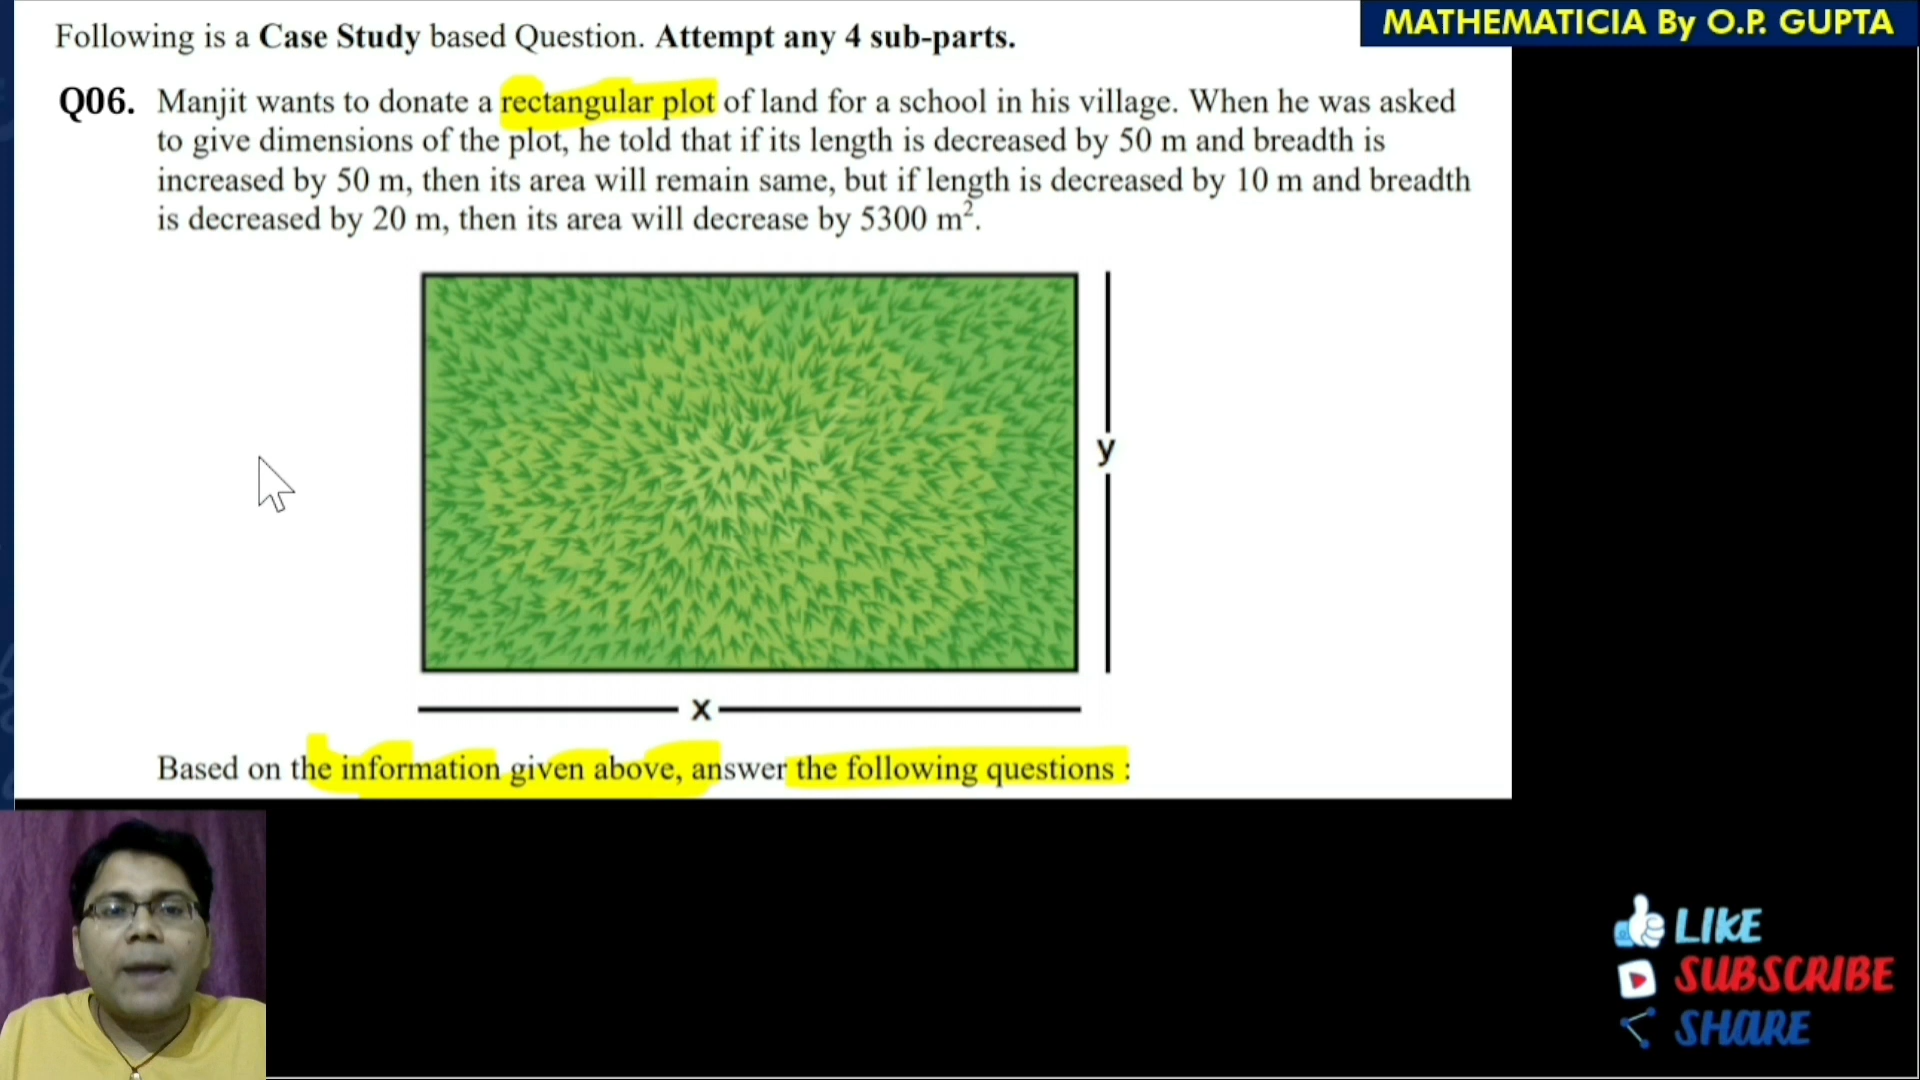 MATHEMATICIA By O.P. GUPTA
Following is a Case Study based Question. Attempt any 4 sub-parts.
Q06. Manjit wants to donate a rectangular plot of land for a school in his village. When he was asked
to give dimensions of the plot, he told that if its length is decreased by 50 m and breadth is
increased by 50 m, then its area will remain same, but if length is decreased by 10 m and breadth
is decreased by 20 m, then its area will decrease by 5300 m².
y
x
Based on the information given above, answer the following questions :
LIKE
SUBSCRIBE
SHARE